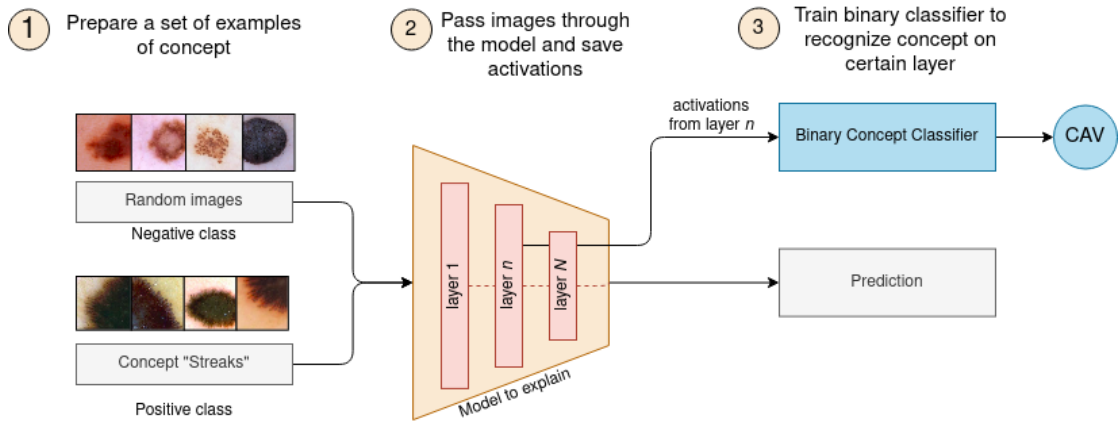 1
Prepare a set of examples
of concept
2
Pass images through
the model and save
activations
3
Train binary classifier to
recognize concept on
certain layer
Random images
Negative class
Concept "Streaks"
Positive class
layer 1
layer n
layer N
Model to explain
activations
from layer n
Binary Concept Classifier
CAV
Prediction